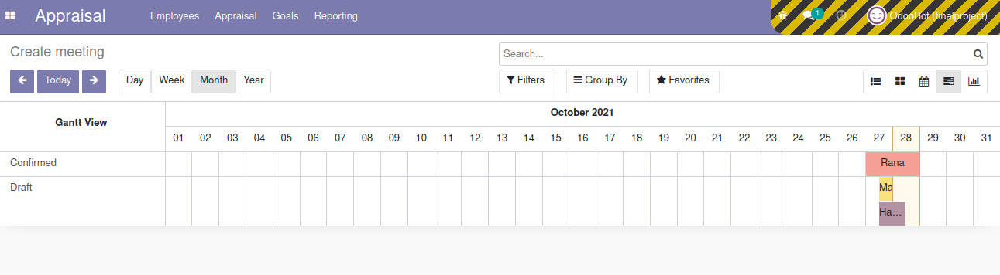 Appraisal Employees Appraisal Goals Reporting 1 OdooBot (finalproject)
Create meeting Search...
Today Day Week Month Year Filters Group By Favorites
Gantt View October 2021
01 02 03 04 05 06 07 08 09 10 11 12 13 14 15 16 17 18 19 20 21 22 23 24 25 26 27 28 29 30 31
Confirmed Rana
Draft Ma
Ha...